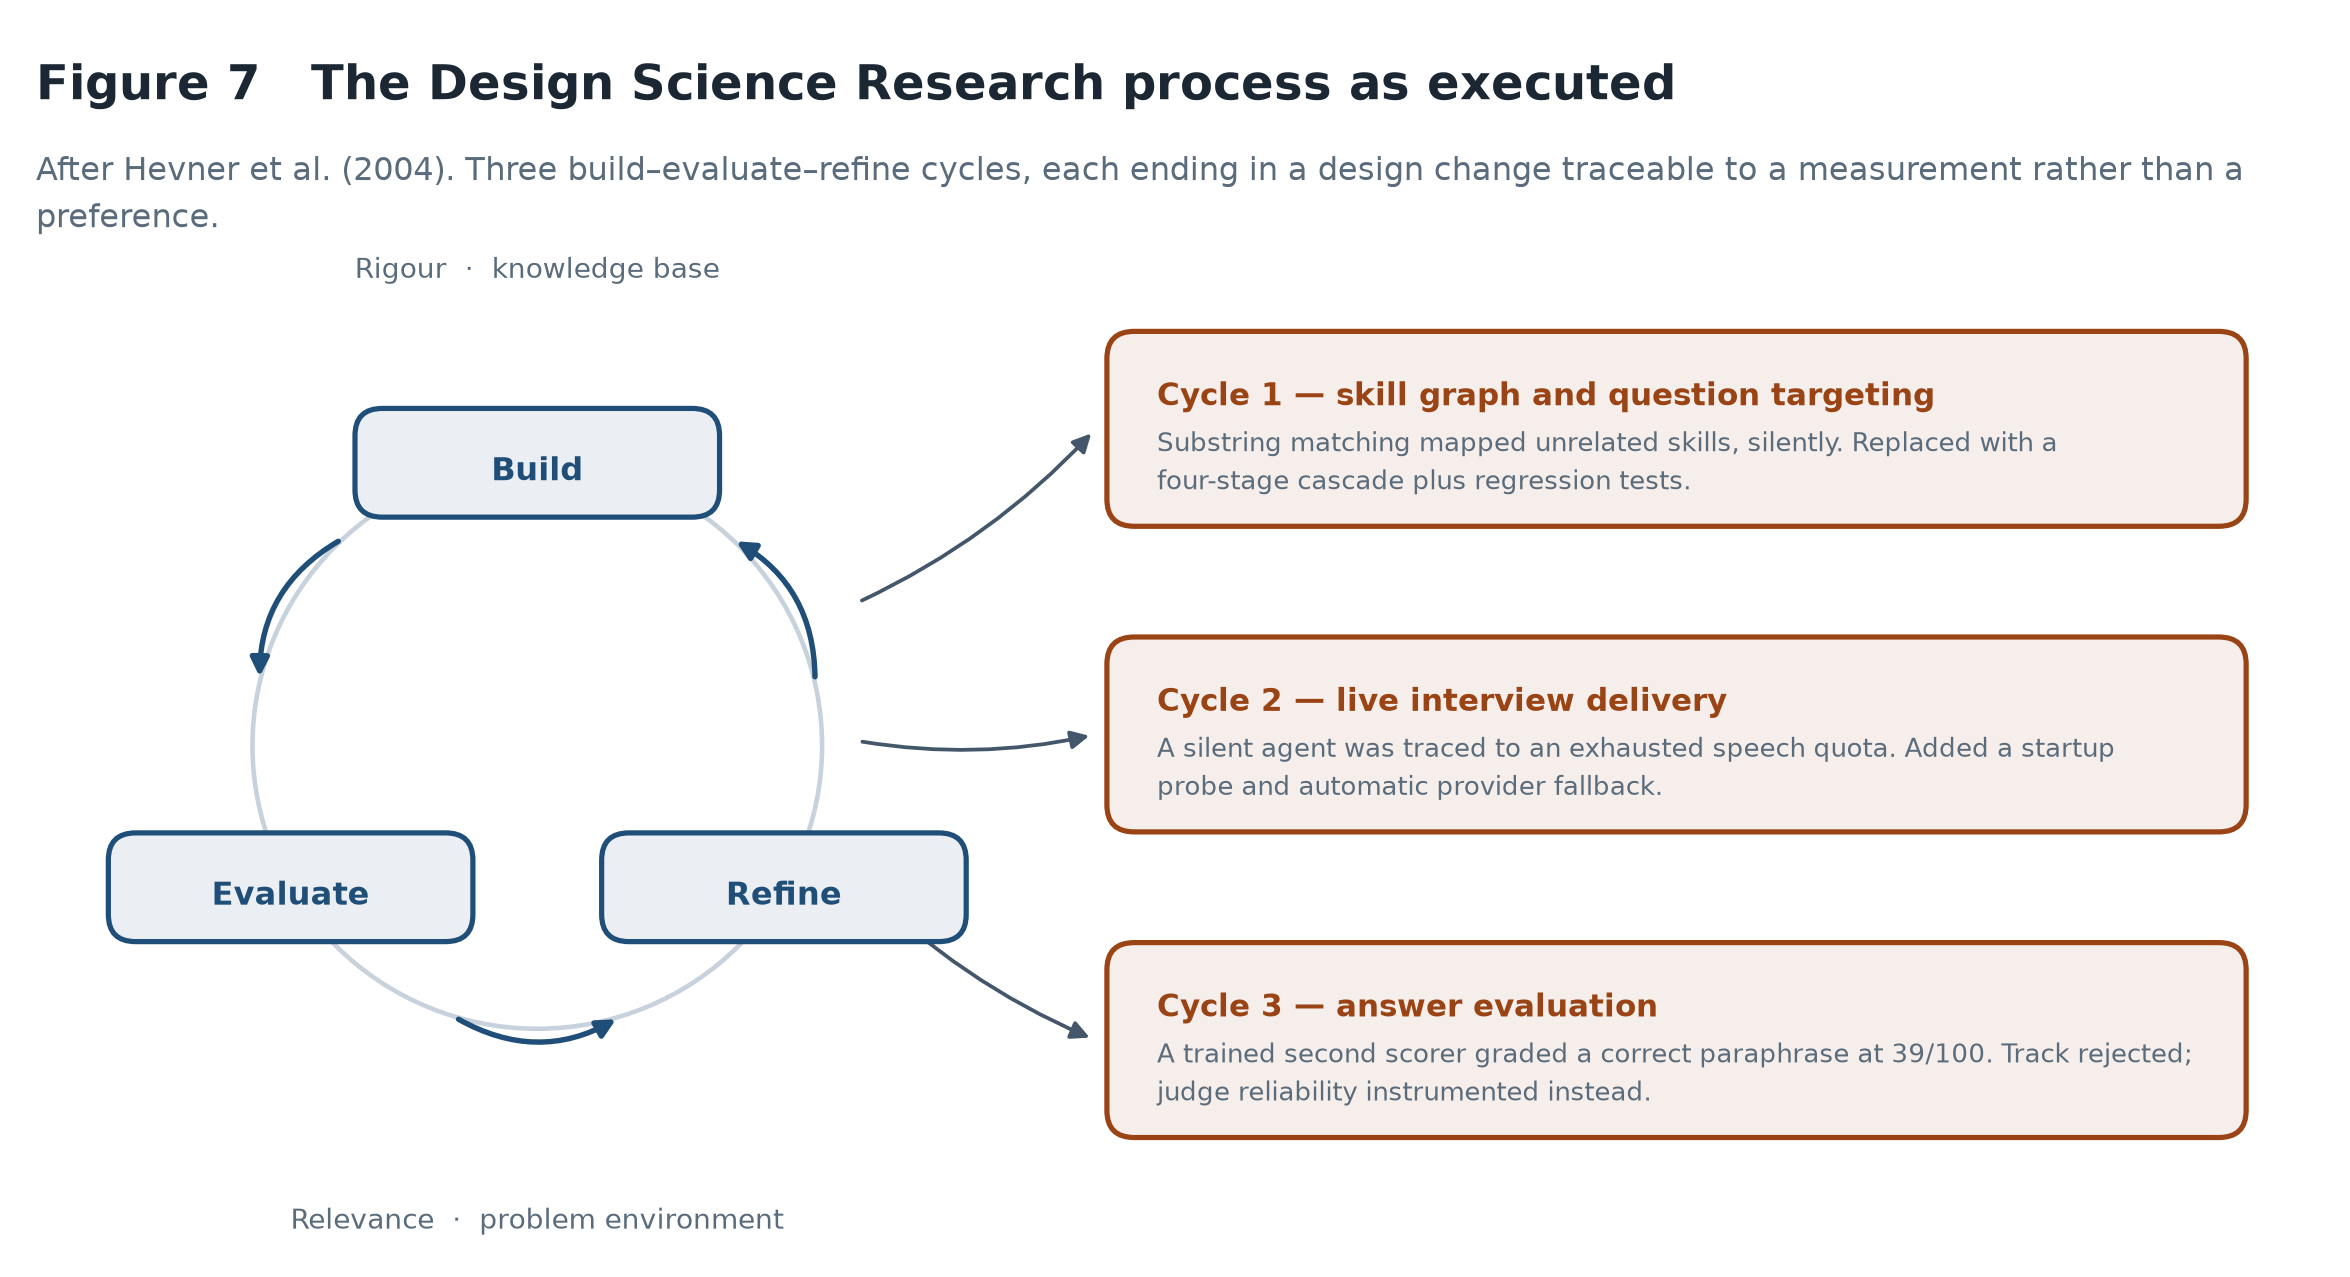 Figure 7   The Design Science Research process as executed
After Hevner et al. (2004). Three build–evaluate–refine cycles, each ending in a design change traceable to a measurement rather than a
preference.
Rigour · knowledge base
Build
Evaluate
Refine
Relevance · problem environment
Cycle 1 — skill graph and question targeting
Substring matching mapped unrelated skills, silently. Replaced with a
four-stage cascade plus regression tests.
Cycle 2 — live interview delivery
A silent agent was traced to an exhausted speech quota. Added a startup
probe and automatic provider fallback.
Cycle 3 — answer evaluation
A trained second scorer graded a correct paraphrase at 39/100. Track rejected;
judge reliability instrumented instead.